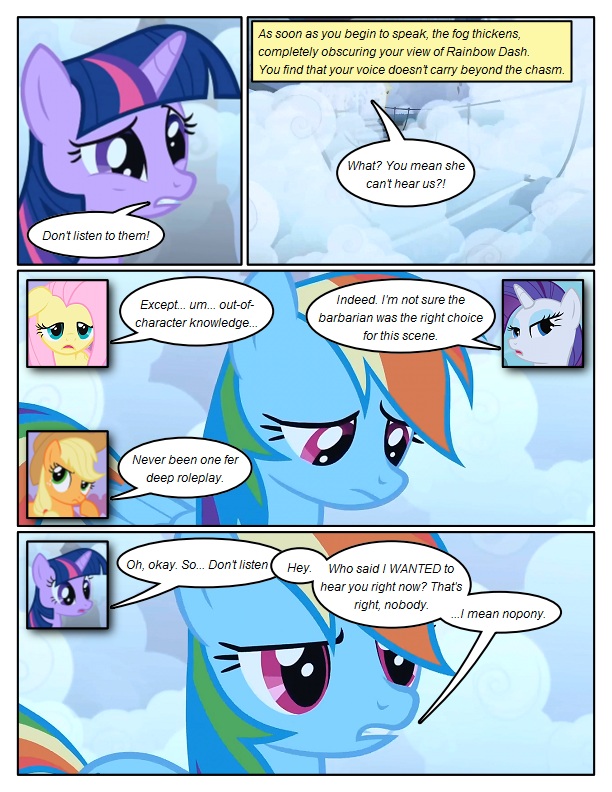 As soon as you begin to speak, the fog thickens,
completely obscuring your view of Rainbow Dash.
You find that your voice doesn't carry beyond the chasm.
Don't listen to them!
What? You mean she
can't hear us?!
Except... um... out-of-
character knowledge...
Indeed. I'm not sure the
barbarian was the right choice
for this scene.
Never been one fer
deep roleplay.
Oh, okay. So... Don't listen
Hey.
Who said I WANTED to
hear you right now? That's
right, nobody.
...I mean nopony.